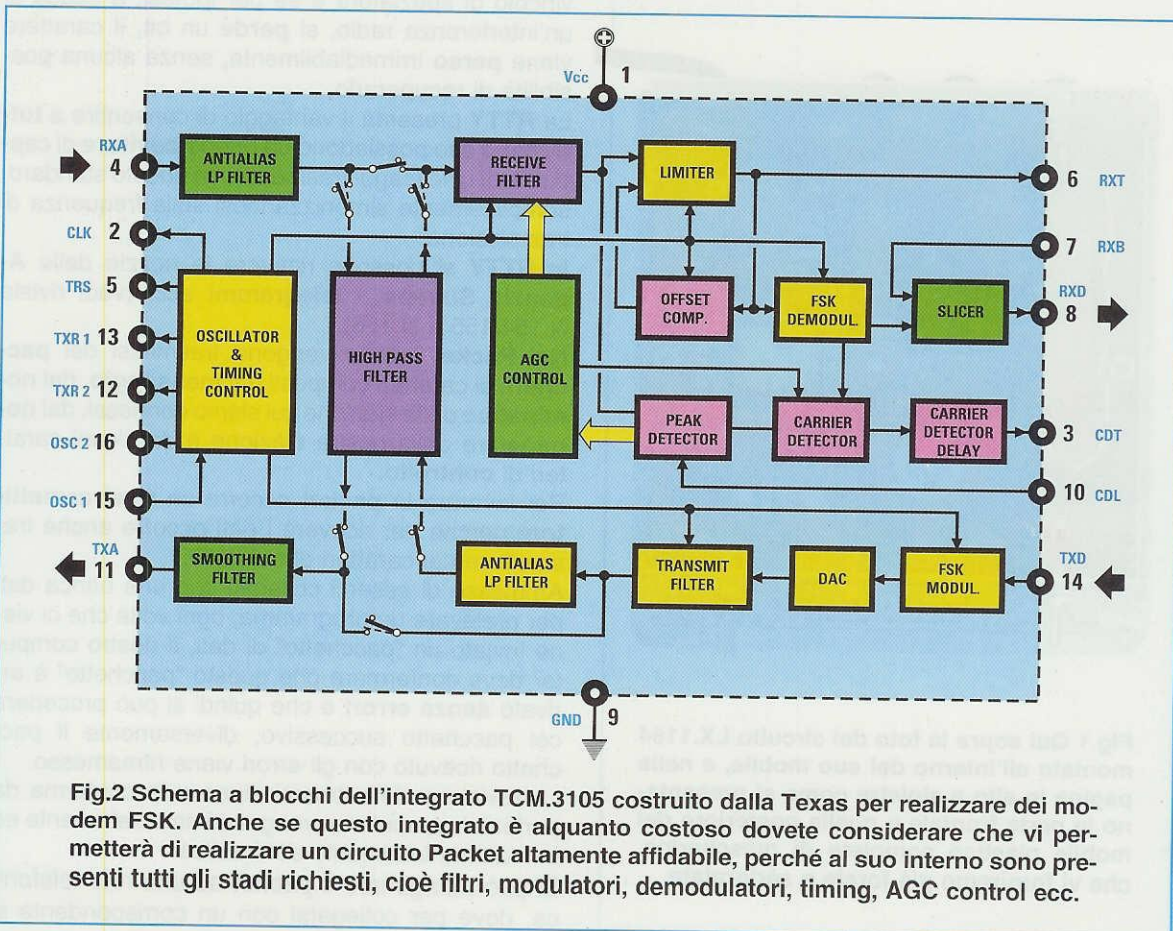 Vcc 1
RXA
4
ANTIALIAS
LP FILTER
RECEIVE
FILTER
LIMITER
6 RXT
CLK 2
7 RXB
TRS 5
OSCILLATOR
&
TIMING
CONTROL
HIGH PASS
FILTER
AGC
CONTROL
OFFSET
COMP.
FSK
DEMODUL.
SLICER
8 RXD
TXR 1 13
TXR 2 12
PEAK
DETECTOR
CARRIER
DETECTOR
CARRIER
DETECTOR
DELAY
3 CDT
OSC 2 16
OSC 1 15
10 CDL
TXA
11
SMOOTHING
FILTER
ANTIALIAS
LP FILTER
TRANSMIT
FILTER
DAC
FSK
MODUL.
TXD
14
GND 9
Fig.2 Schema a blocchi dell'integrato TCM.3105 costruito dalla Texas per realizzare dei mo-
dem FSK. Anche se questo integrato è alquanto costoso dovete considerare che vi per-
metterà di realizzare un circuito Packet altamente affidabile, perché al suo interno sono pre-
senti tutti gli stadi richiesti, cioè filtri, modulatori, demodulatori, timing, AGC control ecc.